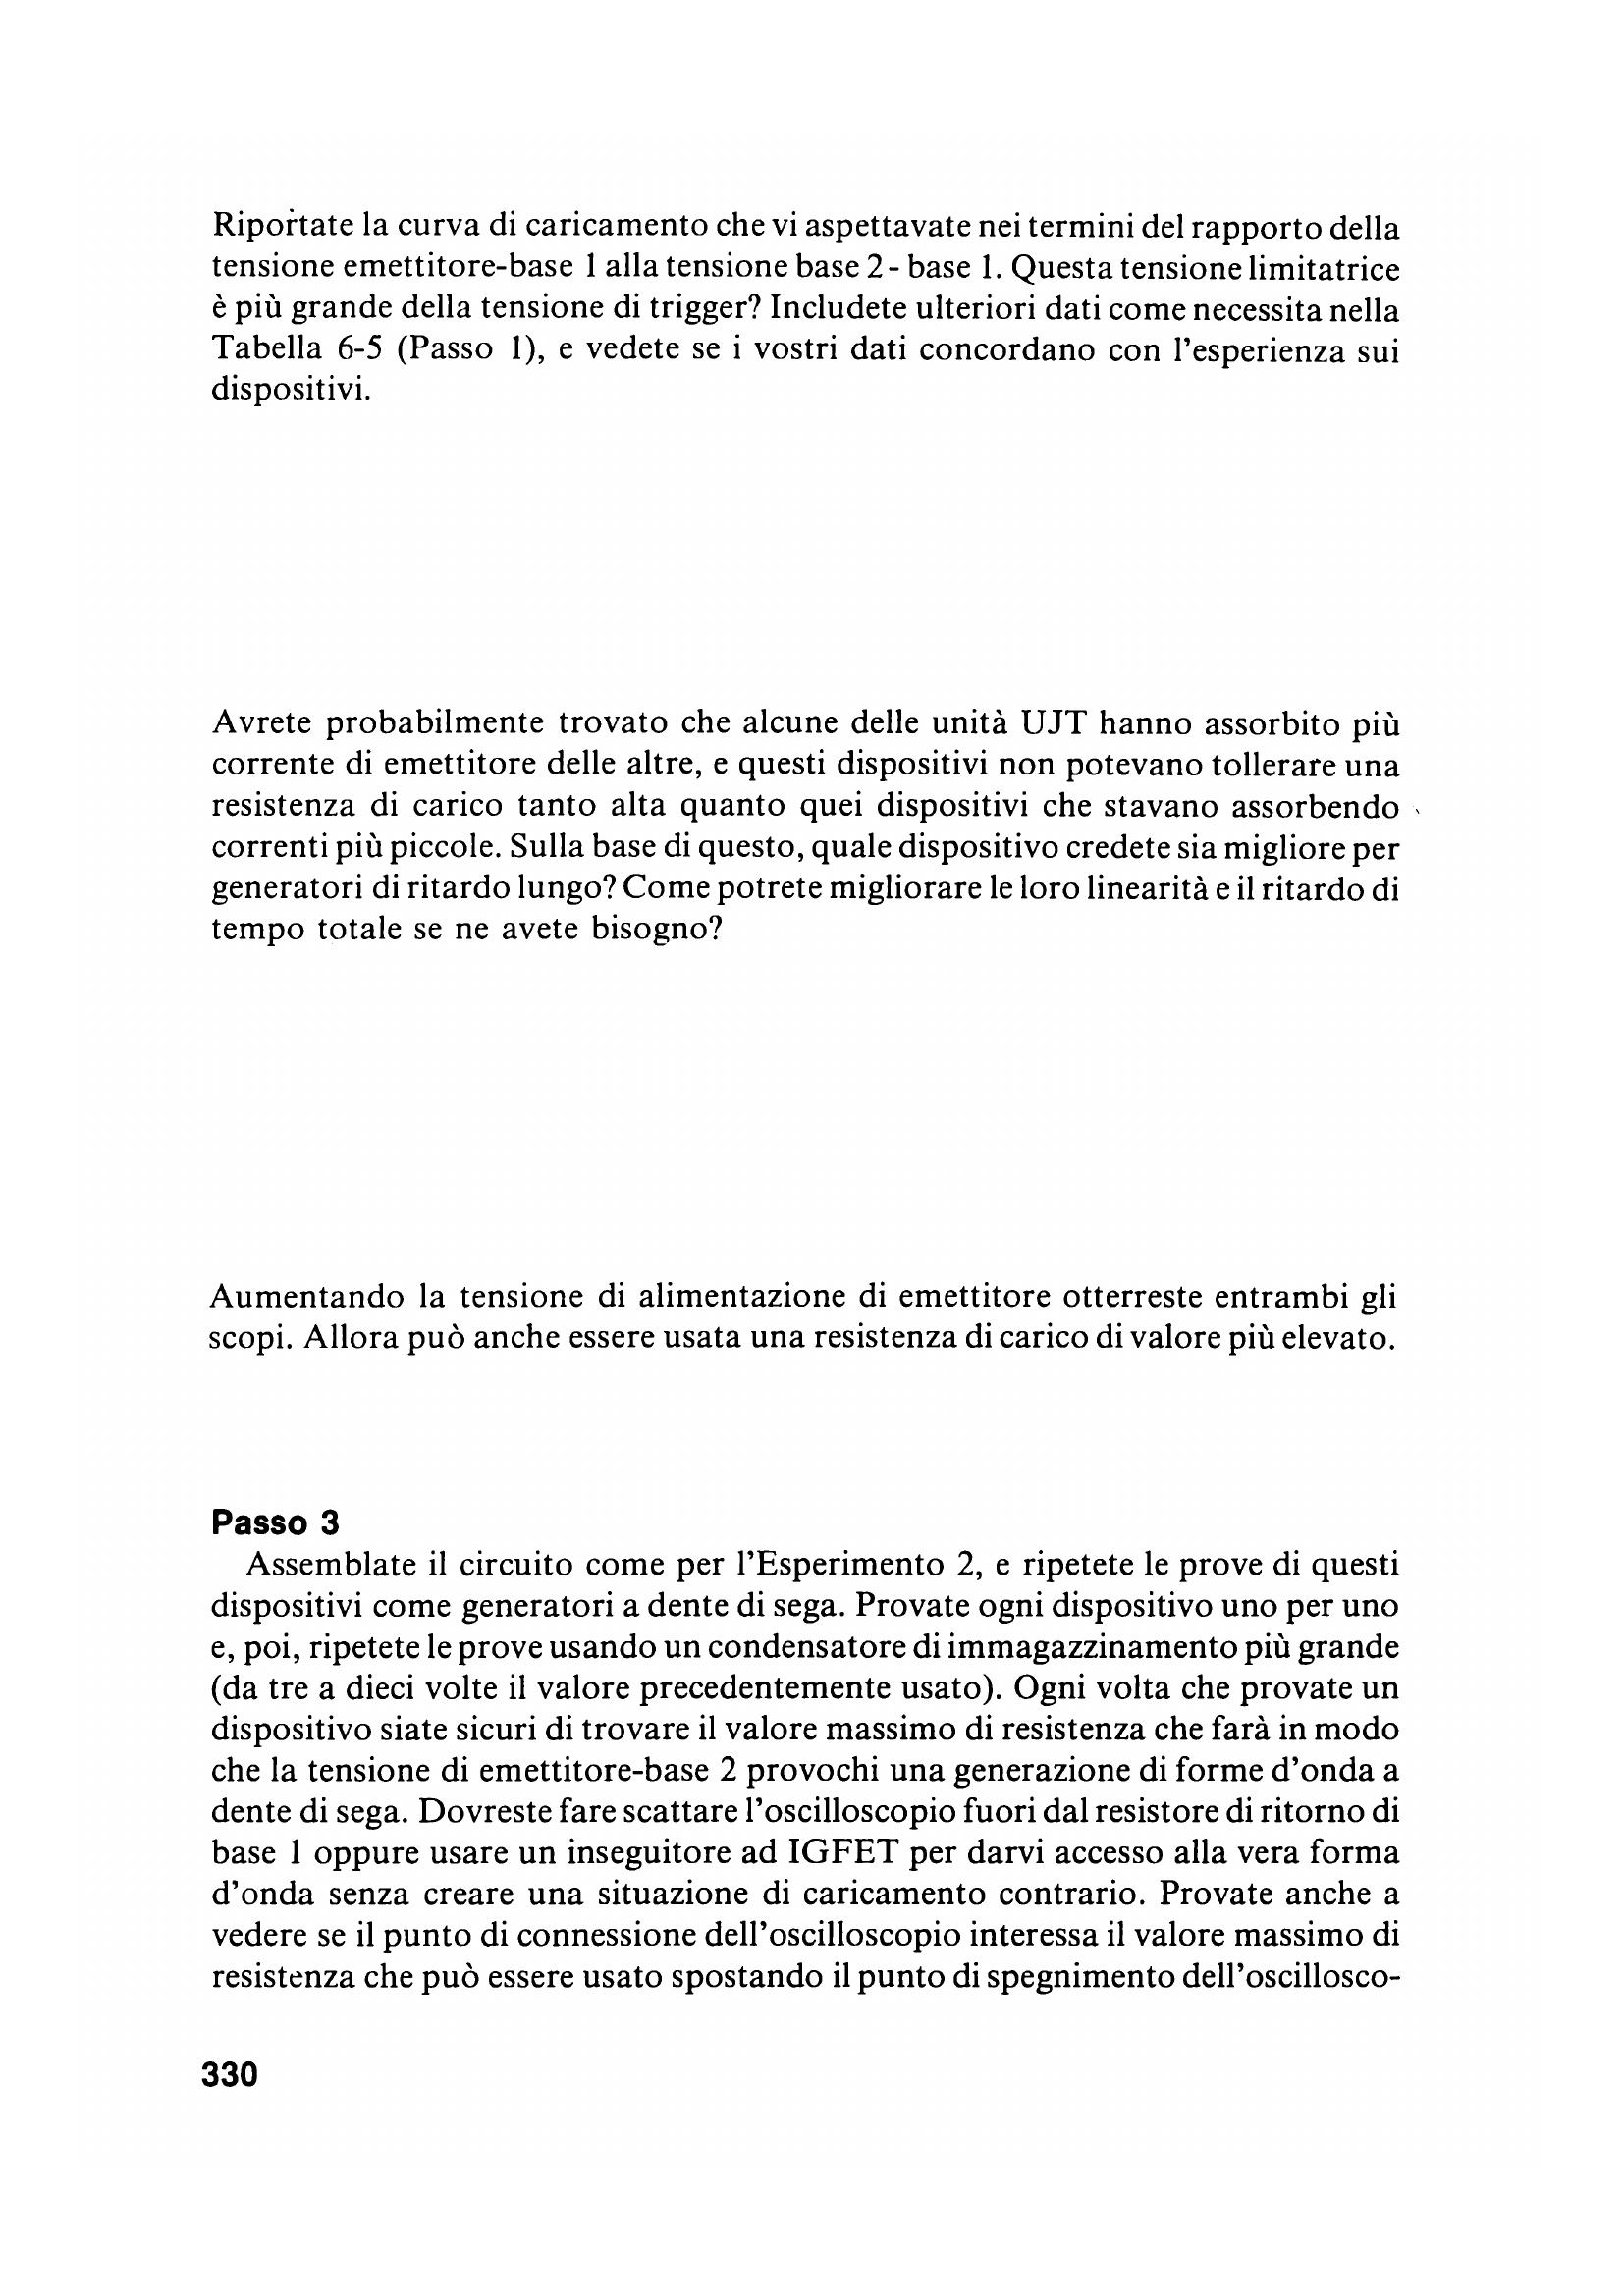 Riportate la curva di caricamento che vi aspettavate nei termini del rapporto della
tensione emettitore-base 1 alla tensione base 2 - base 1. Questa tensione limitatrice
è più grande della tensione di trigger? Includete ulteriori dati come necessita nella
Tabella 6-5 (Passo 1), e vedete se i vostri dati concordano con l'esperienza sui
dispositivi.
Avrete probabilmente trovato che alcune delle unità UJT hanno assorbito più
corrente di emettitore delle altre, e questi dispositivi non potevano tollerare una
resistenza di carico tanto alta quanto quei dispositivi che stavano assorbendo
correnti più piccole. Sulla base di questo, quale dispositivo credete sia migliore per
generatori di ritardo lungo? Come potrete migliorare le loro linearità e il ritardo di
tempo totale se ne avete bisogno?
Aumentando la tensione di alimentazione di emettitore otterreste entrambi gli
scopi. Allora può anche essere usata una resistenza di carico di valore più elevato.
Passo 3
Assemblate il circuito come per l'Esperimento 2, e ripetete le prove di questi
dispositivi come generatori a dente di sega. Provate ogni dispositivo uno per uno
e, poi, ripetete le prove usando un condensatore di immagazzinamento più grande
(da tre a dieci volte il valore precedentemente usato). Ogni volta che provate un
dispositivo siate sicuri di trovare il valore massimo di resistenza che farà in modo
che la tensione di emettitore-base 2 provochi una generazione di forme d'onda a
dente di sega. Dovreste fare scattare l'oscilloscopio fuori dal resistore di ritorno di
base 1 oppure usare un inseguitore ad IGFET per darvi accesso alla vera forma
d'onda senza creare una situazione di caricamento contrario. Provate anche a
vedere se il punto di connessione dell'oscilloscopio interessa il valore massimo di
resistenza che può essere usato spostando il punto di spegnimento dell'oscillosco-
330